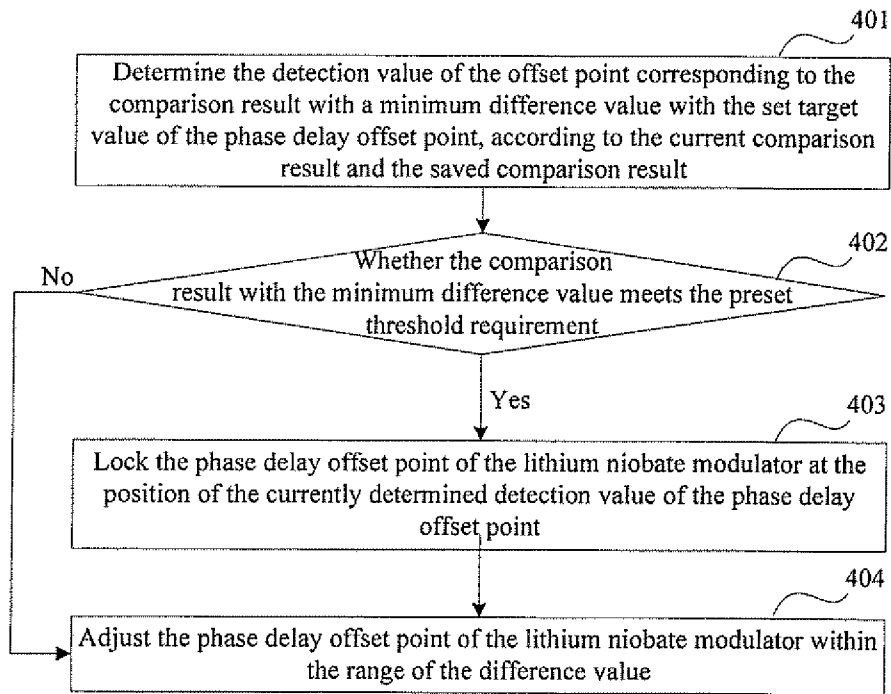 401
Determine the detection value of the offset point corresponding to the
comparison result with a minimum difference value with the set target
value of the phase delay offset point, according to the current comparison
result and the saved comparison result
402
No
Whether the comparison
result with the minimum difference value meets the preset
threshold requirement
Yes
403
Lock the phase delay offset point of the lithium niobate modulator at the
position of the currently determined detection value of the phase delay
offset point
404
Adjust the phase delay offset point of the lithium niobate modulator within
the range of the difference value